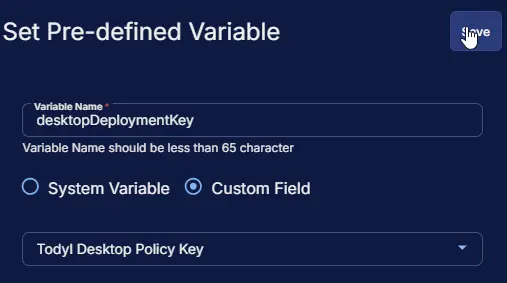 Set Pre-defined Variable
Save
Variable Name *
desktopDeploymentKey
Variable Name should be less than 65 character
System Variable
Custom Field
Todyl Desktop Policy Key